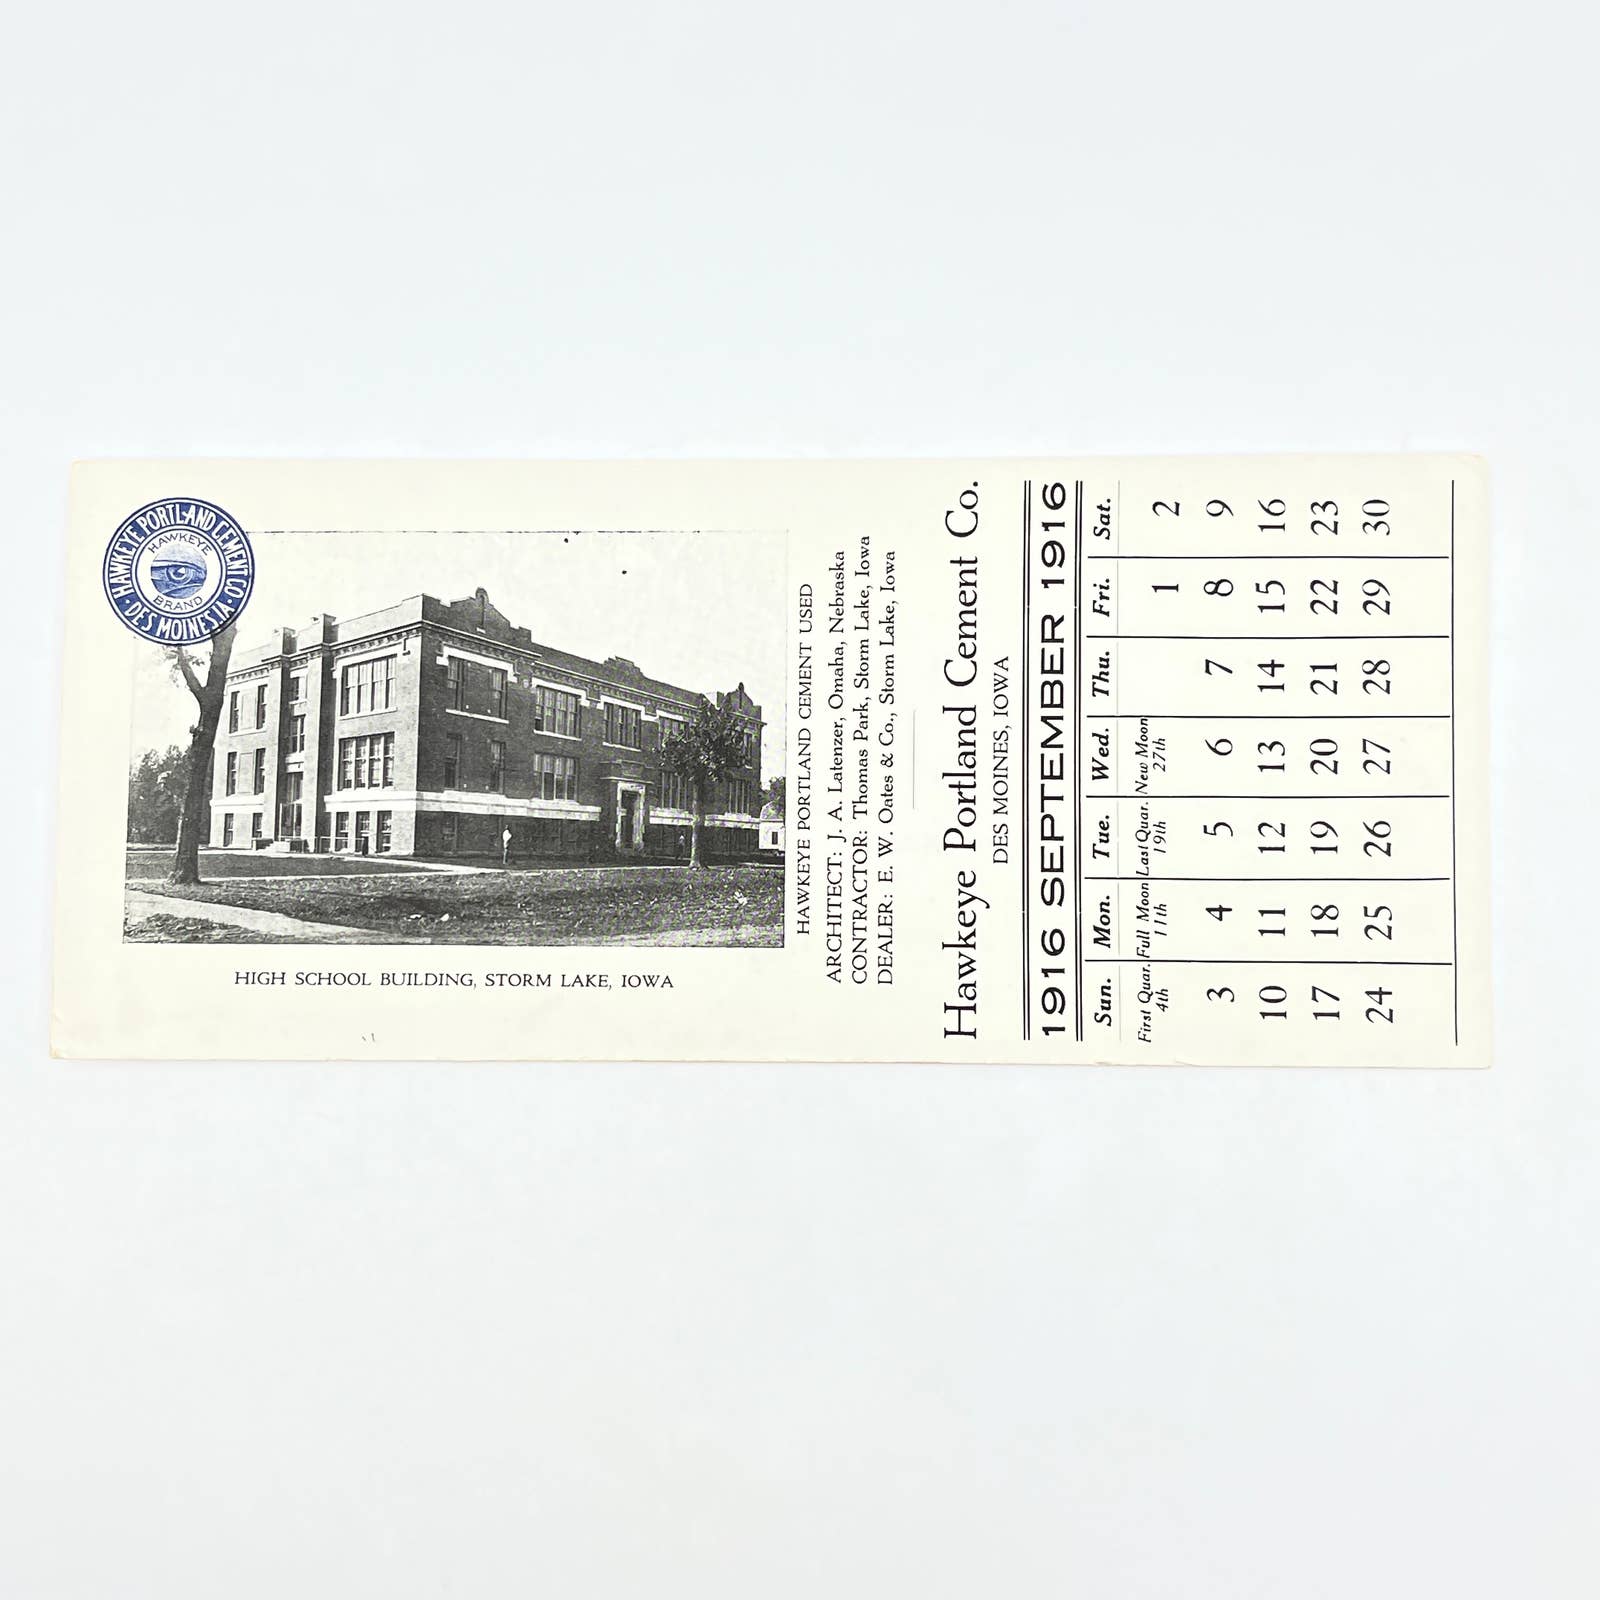 HAWKEYE PORTLAND CEMENT CO.
DES MOINES, IA.
HAWKEYE
BRAND
HIGH SCHOOL BUILDING, STORM LAKE, IOWA
HAWKEYE PORTLAND CEMENT USED
ARCHITECT: J. A. Latenzer, Omaha, Nebraska
CONTRACTOR: Thomas Park, Storm Lake, Iowa
DEALER: E. W. Oates & Co., Storm Lake, Iowa
Hawkeye Portland Cement Co.
DES MOINES, IOWA
1916 SEPTEMBER 1916
Sun. Mon. Tue. Wed. Thu. Fri. Sat.
First Quar. Full Moon Last Quar. New Moon
4th 11th 19th 27th
1 2
3 4 5 6 7 8 9
10 11 12 13 14 15 16
17 18 19 20 21 22 23
24 25 26 27 28 29 30